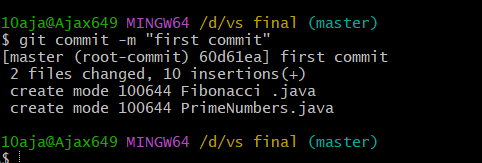 10aja@Ajax649 MINGW64 /d/vs final (master)
$ git commit -m "first commit"
[master (root-commit) 60d61ea] first commit
 2 files changed, 10 insertions(+)
 create mode 100644 Fibonacci .java
 create mode 100644 PrimeNumbers.java
10aja@Ajax649 MINGW64 /d/vs final (master)
$